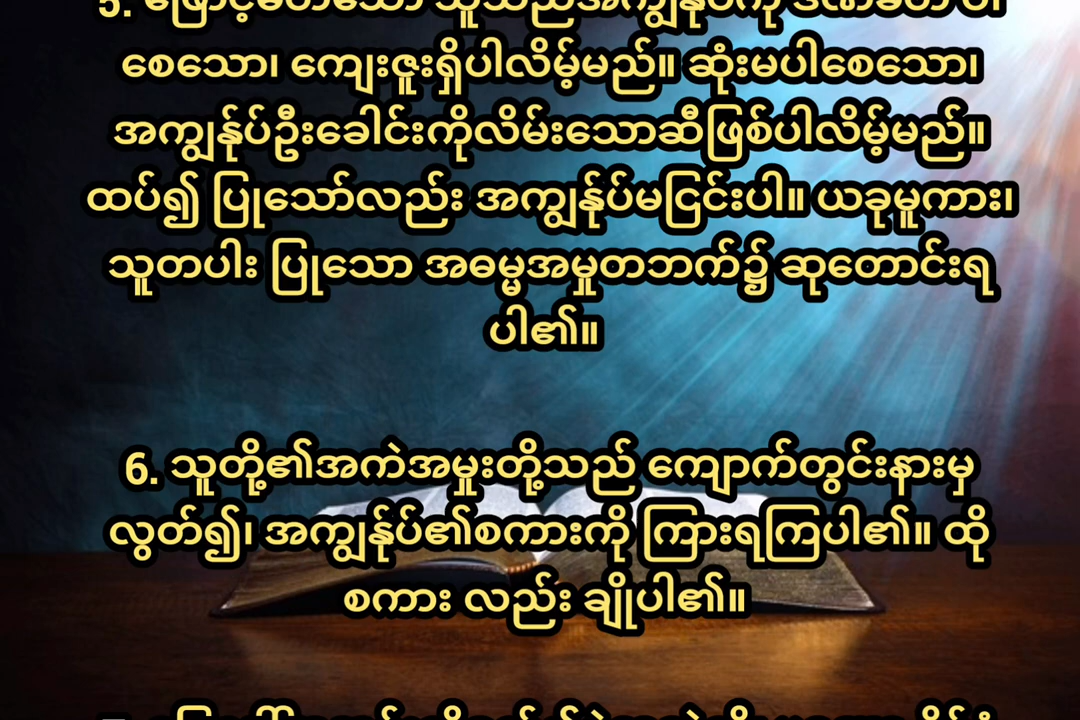 5. ဖြောင့်မတ်သော သူသည်အကျွန်ုပ်ကို ဒဏ်ခတ် ပါ
စေသော၊ ကျေးဇူးရှိပါလိမ့်မည်။ ဆုံးမပါစေသော၊
အကျွန်ုပ်ဦးခေါင်းကိုလိမ်းသောဆီဖြစ်ပါလိမ့်မည်။
ထပ်၍ ပြုသော်လည်း အကျွန်ုပ်မငြင်းပါ။ ယခုမူကား၊
သူတပါး ပြုသော အဓမ္မအမှုတဘက်၌ ဆုတောင်းရ
ပါ၏။
6. သူတို့၏အကဲအမှူးတို့သည် ကျောက်တွင်းနားမှ
လွတ်၍၊ အကျွန်ုပ်၏စကားကို ကြားရကြပါ၏။ ထို
စကား လည်း ချိုပါ၏။